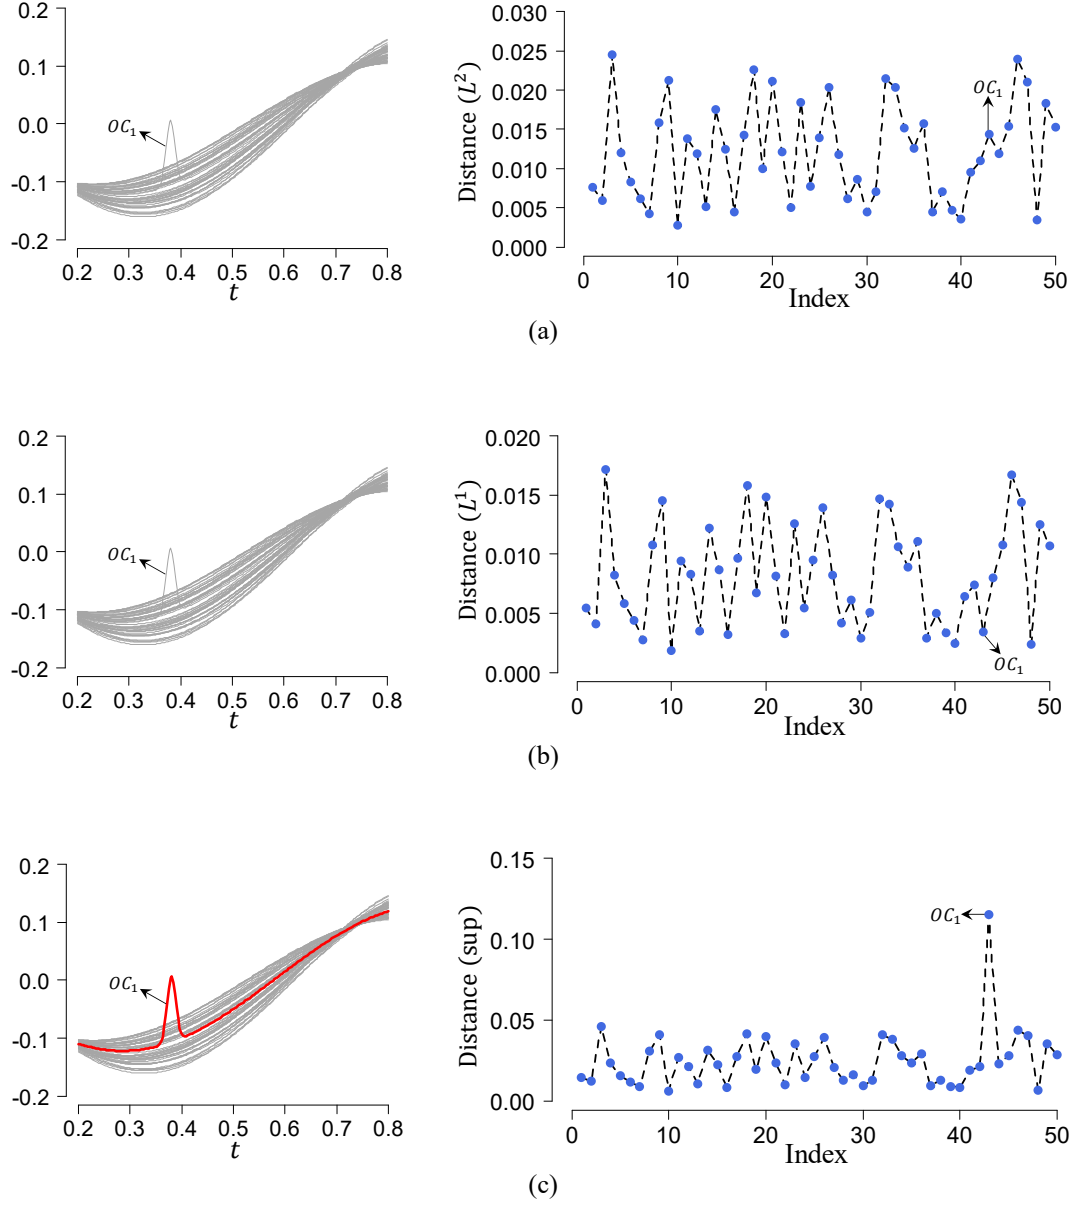 0.2
0.1
0.0
-0.1
-0.2
OC₁
0.2 0.3 0.4 0.5 0.6 0.7 0.8
t
Distance (L²)
0.030
0.025
0.020
0.015
0.010
0.005
0.000
OC₁
0 10 20 30 40 50
Index
(a)
0.2
0.1
0.0
-0.1
-0.2
OC₁
0.2 0.3 0.4 0.5 0.6 0.7 0.8
t
Distance (L¹)
0.020
0.015
0.010
0.005
0.000
OC₁
0 10 20 30 40 50
Index
(b)
0.2
0.1
0.0
-0.1
-0.2
OC₁
0.2 0.3 0.4 0.5 0.6 0.7 0.8
t
Distance (sup)
0.15
0.10
0.05
0.00
OC₁
0 10 20 30 40 50
Index
(c)